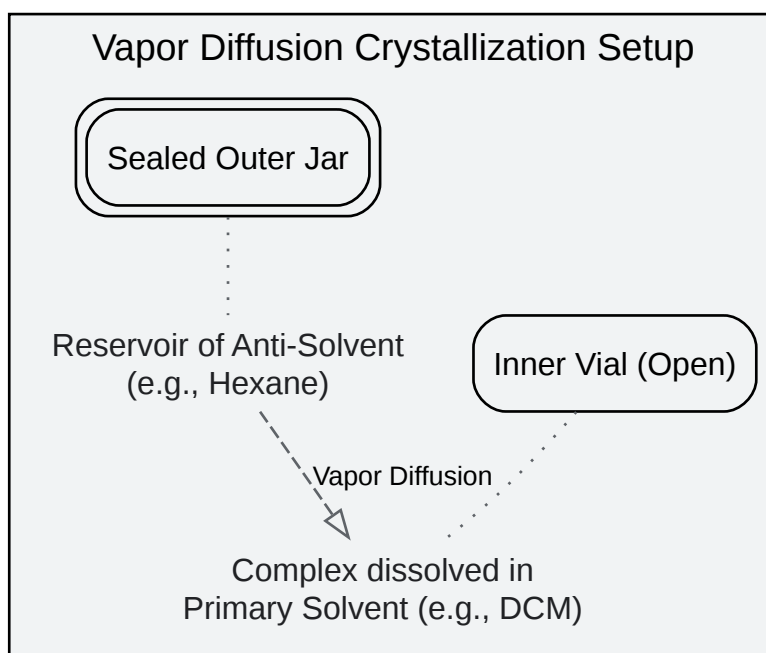 Vapor Diffusion Crystallization Setup
Sealed Outer Jar
Reservoir of Anti-Solvent
(e.g., Hexane)
Inner Vial (Open)
Vapor Diffusion
Complex dissolved in
Primary Solvent (e.g., DCM)